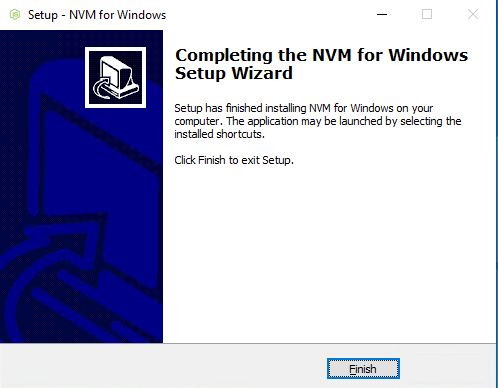 Setup - NVM for Windows
Completing the NVM for Windows
Setup Wizard
Setup has finished installing NVM for Windows on your
computer. The application may be launched by selecting the
installed shortcuts.
Click Finish to exit Setup.
Finish